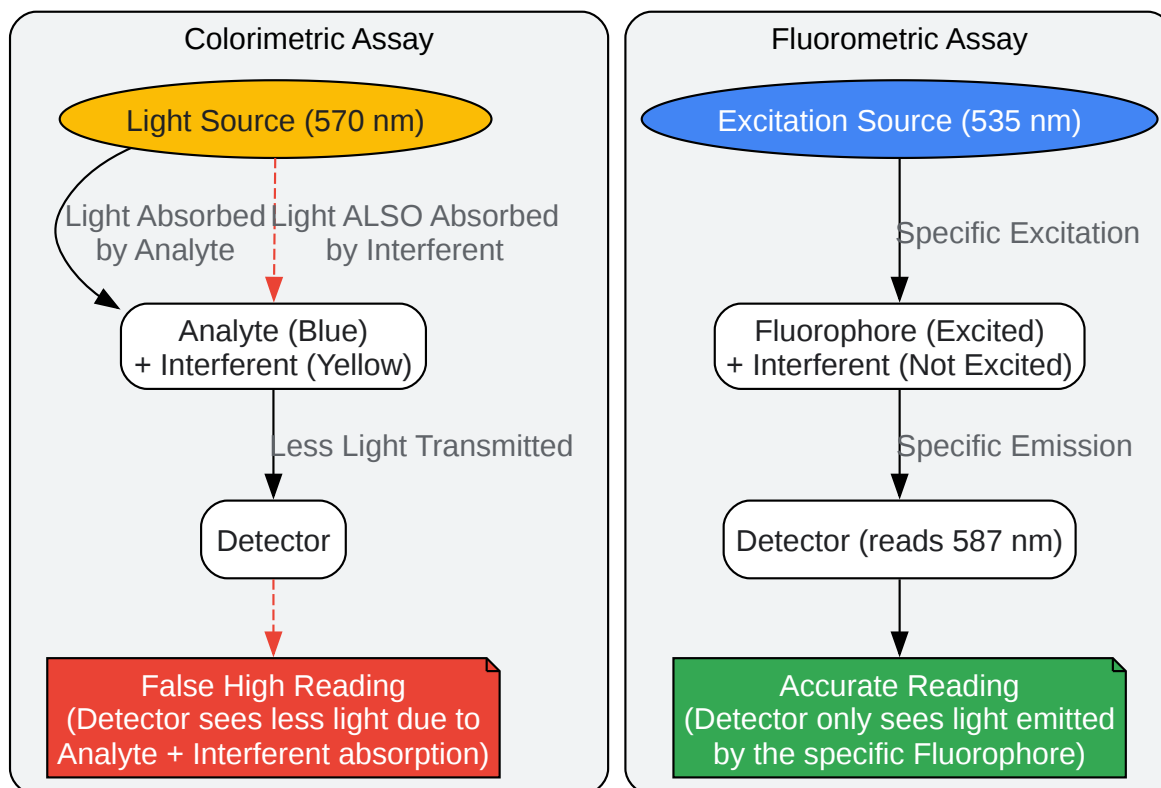 Colorimetric Assay
Light Source (570 nm)
Light Absorbed
by Analyte
Light ALSO Absorbed
by Interferent
Analyte (Blue)
+ Interferent (Yellow)
Less Light Transmitted
Detector
False High Reading
(Detector sees less light due to
Analyte + Interferent absorption)
Fluorometric Assay
Excitation Source (535 nm)
Specific Excitation
Fluorophore (Excited)
+ Interferent (Not Excited)
Specific Emission
Detector (reads 587 nm)
Accurate Reading
(Detector only sees light emitted
by the specific Fluorophore)